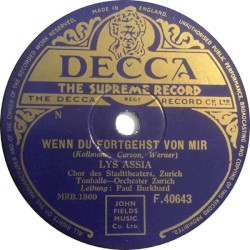 MADE IN ENGLAND.
DECCA
THE SUPREME RECORD
THE DECCA REGD RECORD CO., LTD
N
WENN DU FORTGEHST VON MIR
(Kellmann, Carson, Werner)
LYS ASSIA
Chor des Stadttheaters, Zurich
Tonhalle-Orchester Zurich
Leitung: Paul Burkhard
MRB.1800
F.40643
JOHN
FIELDS
MUSIC
Co. Ltd.